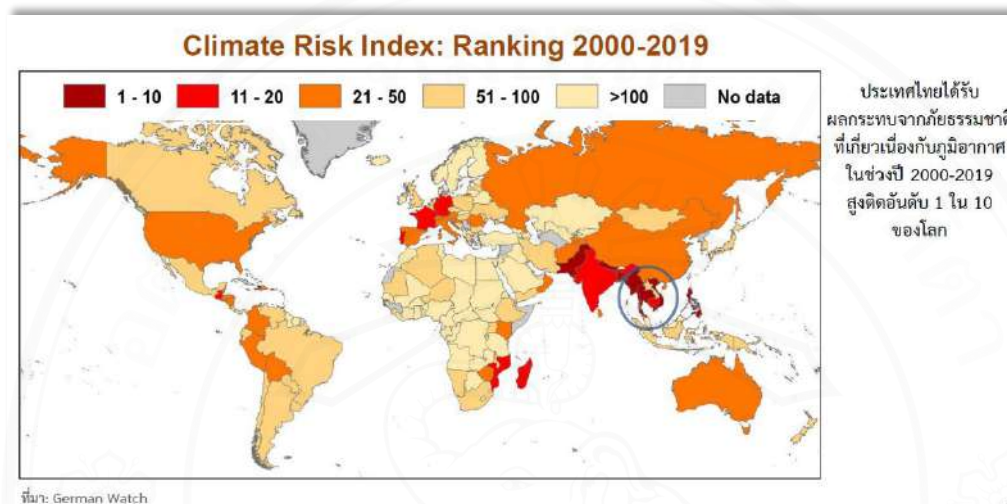 Climate Risk Index: Ranking 2000-2019
1 - 10
11 - 20
21 - 50
51 - 100
>100
No data
ประเทศไทยได้รับ
ผลกระทบจากภัยธรรมชาติ
ที่เกี่ยวเนื่องกับภูมิอากาศ
ในช่วงปี 2000-2019
สูงติดอันดับ 1 ใน 10
ของโลก
ที่มา: German Watch